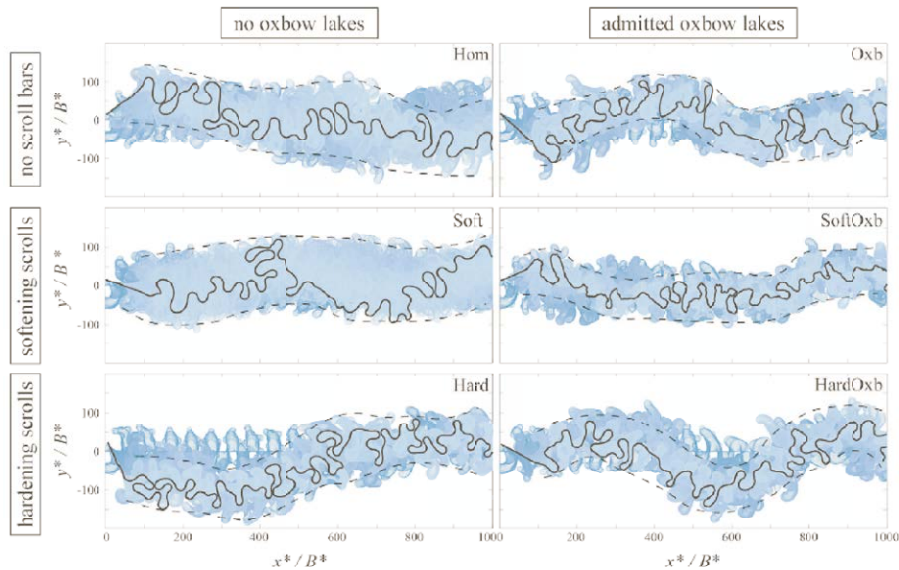 no oxbow lakes
admitted oxbow lakes
no scroll bars
y* / B*
100
0
-100
Hom
Oxb
softening scrolls
y* / B*
100
0
-100
Soft
SoftOxb
hardening scrolls
y* / B*
100
0
-100
Hard
HardOxb
0 200 400 600 800 1000 200 400 600 800 1000
x* / B*
x* / B*